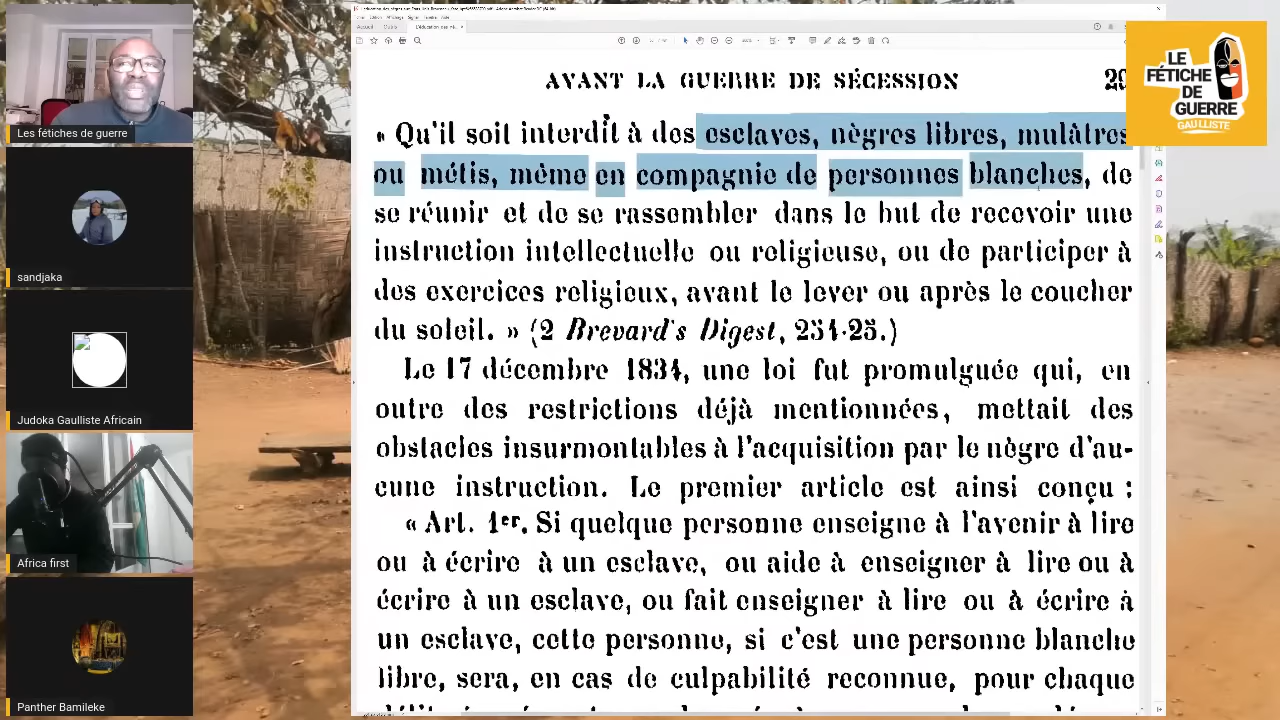 AVANT LA GUERRE DE SÉCESSION
« Qu'il soit interdit à des esclaves, nègres libres, mulâtres
ou métis, même en compagnie de personnes blanches, de
se réunir et de se rassembler dans le but de recevoir une
instruction intellectuelle ou religieuse, ou de participer à
des exercices religieux, avant le lever ou après le coucher
du soleil. » (2 Brevard's Digest, 254-25.)
Le 17 décembre 1834, une loi fut promulguée qui, en
outre des restrictions déjà mentionnées, mettait des
obstacles insurmontables à l'acquisition par le nègre d'au-
cune instruction. Le premier article est ainsi conçu :
« Art. 1er. Si quelque personne enseigne à l'avenir à lire
ou à écrire à un esclave, ou aide à enseigner à lire ou à
écrire à un esclave, ou fait enseigner à lire ou à écrire à
un esclave, cette personne, si c'est une personne blanche
libre, sera, en cas de culpabilité reconnue, pour chaque
LE
FÉTICHE
DE
GUERRE
GAULLISTE
Les fétiches de guerre
sandjaka
Judoka Gaulliste Africain
Africa first
Panther Bamileke
Accueil
Outils